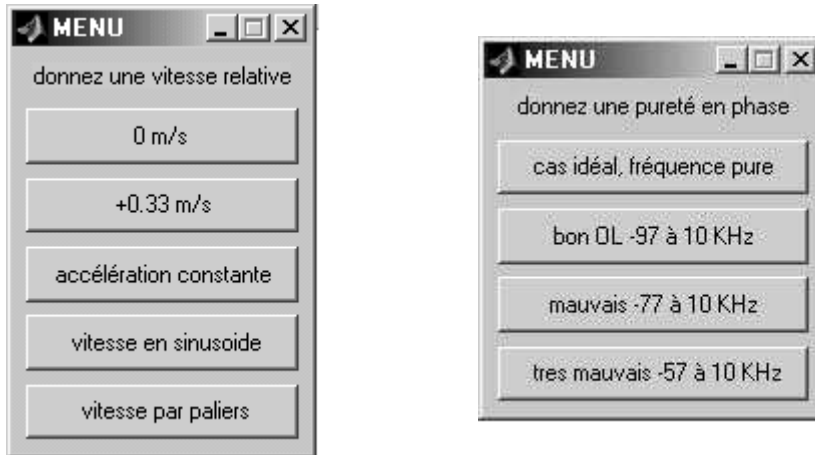 MENU
donnez une vitesse relative
0 m/s
+0.33 m/s
accélération constante
vitesse en sinusoide
vitesse par paliers
MENU
donnez une pureté en phase
cas idéal, fréquence pure
bon OL -97 à 10 KHz
mauvais -77 à 10 KHz
tres mauvais -57 à 10 KHz